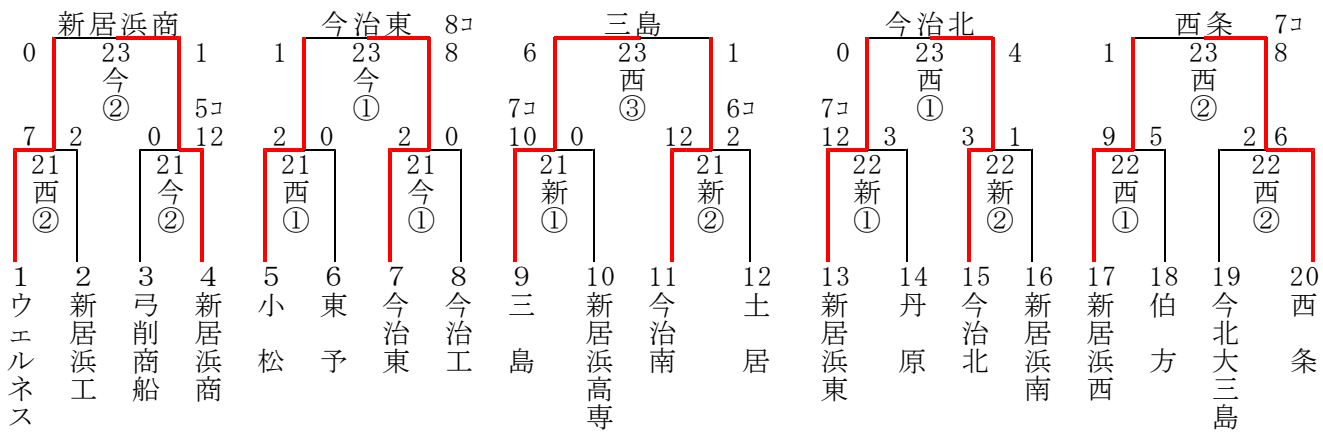 新居浜商 今治東 8コ 三島 今治北 西条 7コ
0 23 1 1 23 8 6 23 1 0 23 4 1 23 8
今 今 西 西 西
② ① ③ ① ②
5コ 7コ 6コ 7コ
7 2 0 12 2 0 2 0 10 0 12 2 12 3 3 1 9 5 2 6
21 21 21 21 21 21 22 22 22 22
西 今 西 今 新 新 新 新 西 西
② ② ① ① ① ② ① ② ① ②
1 2 3 4 5 6 7 8 9 10 11 12 13 14 15 16 17 18 19 20
ウェルネス
新居浜工
弓削商船
新居浜商
小松
東予
今治東
今治工
三島
新居浜高専
今治南
土居
新居浜東
丹原
今治北
新居浜南
新居浜西
伯方
今北大三島
西条